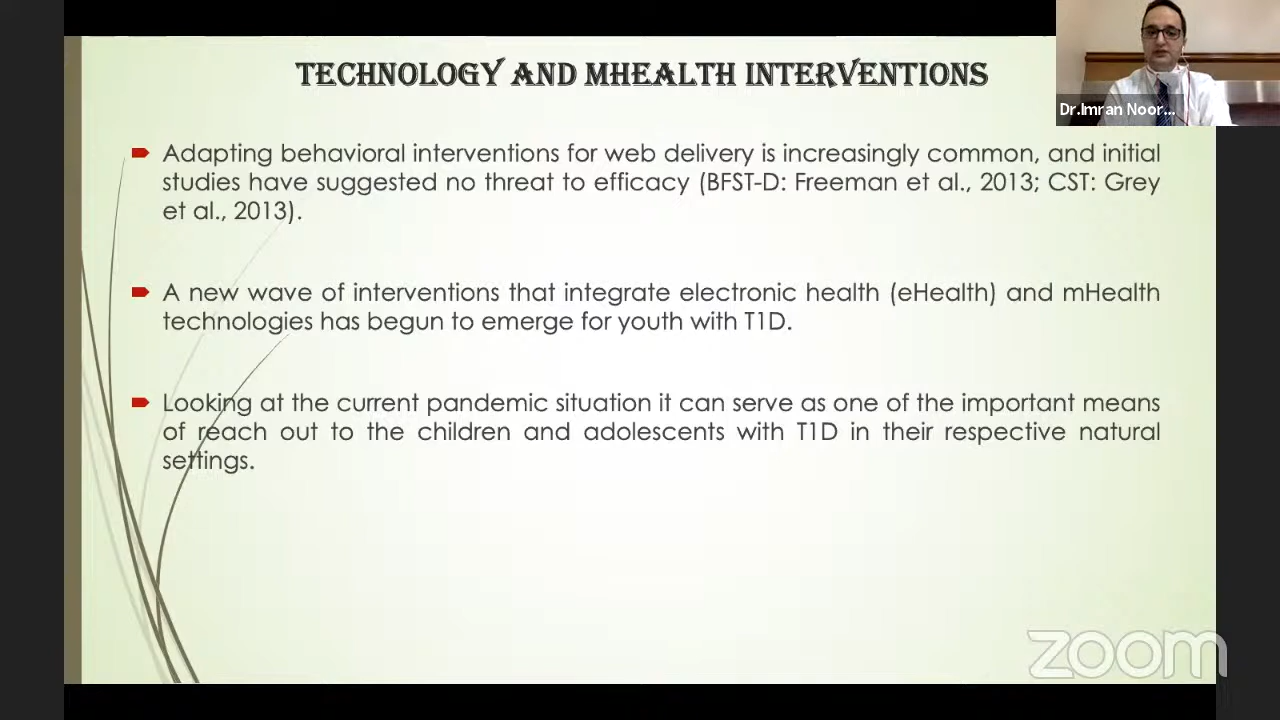 TECHNOLOGY AND MHEALTH INTERVENTIONS
Dr.Imran Noor...
Adapting behavioral interventions for web delivery is increasingly common, and initial
studies have suggested no threat to efficacy (BFST-D: Freeman et al., 2013; CST: Grey
et al., 2013).
A new wave of interventions that integrate electronic health (eHealth) and mHealth
technologies has begun to emerge for youth with T1D.
Looking at the current pandemic situation it can serve as one of the important means
of reach out to the children and adolescents with T1D in their respective natural
settings.
zoom